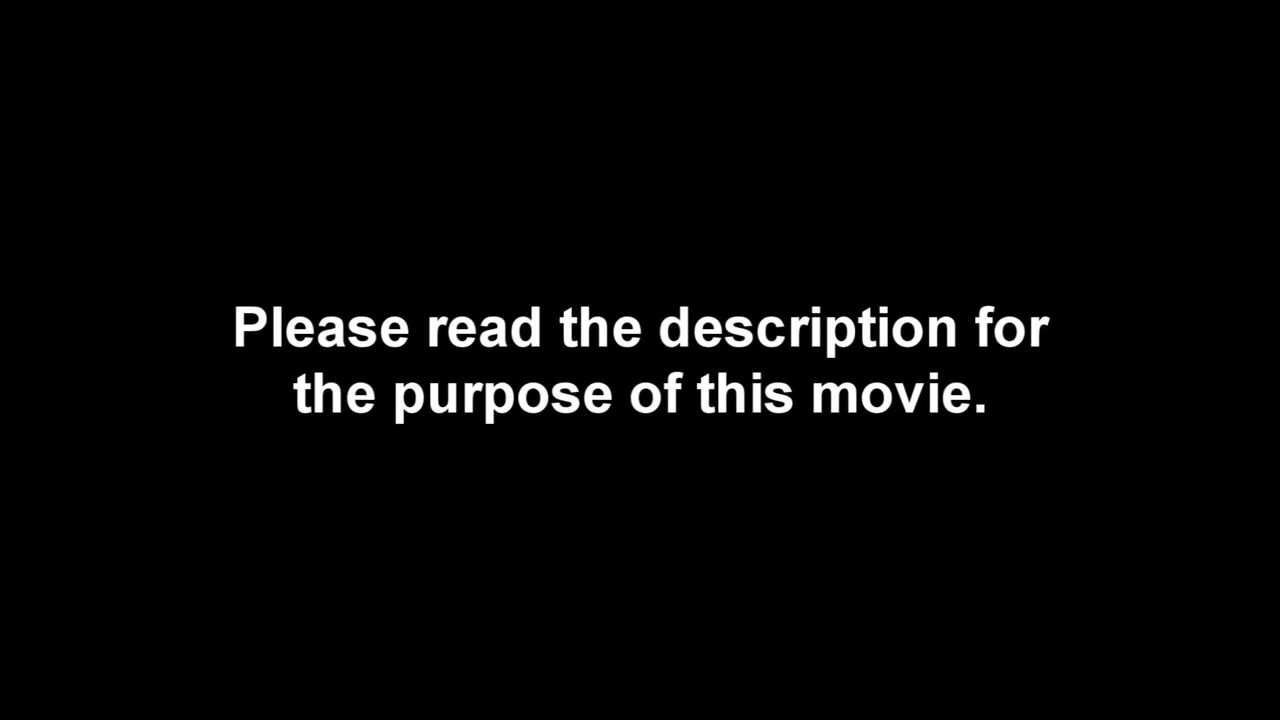 Please read the description for
the purpose of this movie.